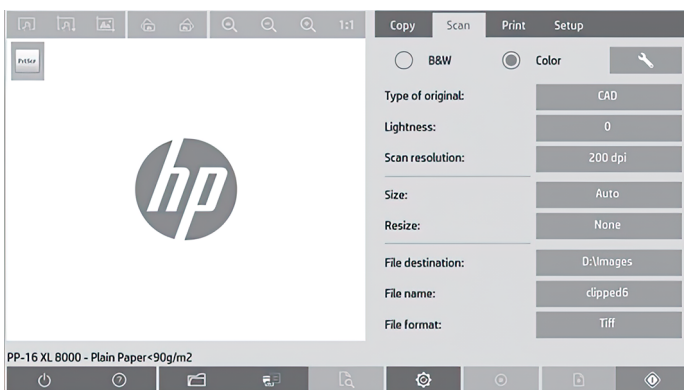 1:1
Copy Scan Print Setup
PrtScr
B&W Color
Type of original: CAD
Lightness: 0
Scan resolution: 200 dpi
Size: Auto
Resize: None
File destination: D:\Images
File name: clipped6
File format: Tiff
hp
PP-16 XL 8000 - Plain Paper<90g/m2